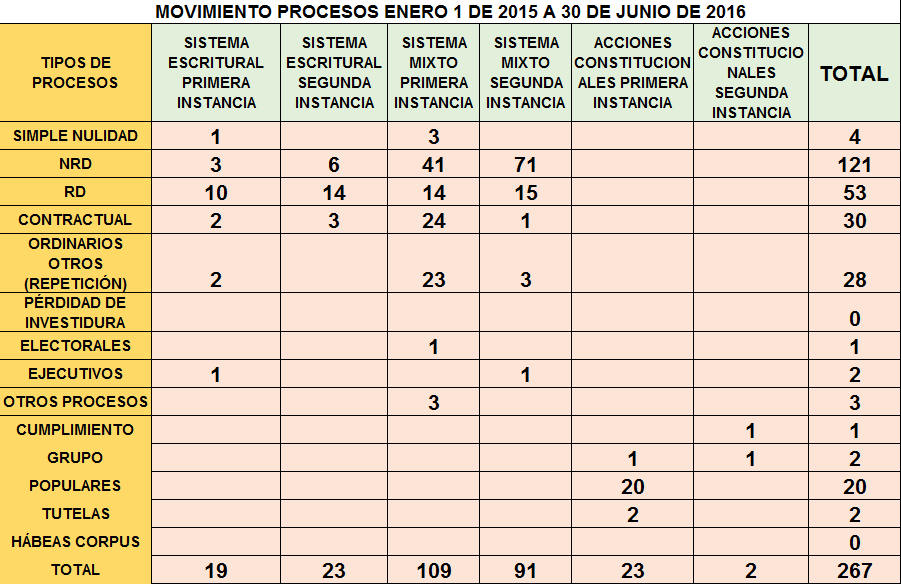 MOVIMIENTO PROCESOS ENERO 1 DE 2015 A 30 DE JUNIO DE 2016
TIPOS DE PROCESOS | SISTEMA ESCRITURAL PRIMERA INSTANCIA | SISTEMA ESCRITURAL SEGUNDA INSTANCIA | SISTEMA MIXTO PRIMERA INSTANCIA | SISTEMA MIXTO SEGUNDA INSTANCIA | ACCIONES CONSTITUCION ALES PRIMERA INSTANCIA | ACCIONES CONSTITUCIO NALES SEGUNDA INSTANCIA | TOTAL
SIMPLE NULIDAD | 1 | | 3 | | | | 4
NRD | 3 | 6 | 41 | 71 | | | 121
RD | 10 | 14 | 14 | 15 | | | 53
CONTRACTUAL | 2 | 3 | 24 | 1 | | | 30
ORDINARIOS OTROS (REPETICIÓN) | 2 | | 23 | 3 | | | 28
PÉRDIDAD DE INVESTIDURA | | | | | | | 0
ELECTORALES | | | 1 | | | | 1
EJECUTIVOS | 1 | | | 1 | | | 2
OTROS PROCESOS | | | 3 | | | | 3
CUMPLIMIENTO | | | | | | 1 | 1
GRUPO | | | | | 1 | 1 | 2
POPULARES | | | | | 20 | | 20
TUTELAS | | | | | 2 | | 2
HÁBEAS CORPUS | | | | | | | 0
TOTAL | 19 | 23 | 109 | 91 | 23 | 2 | 267